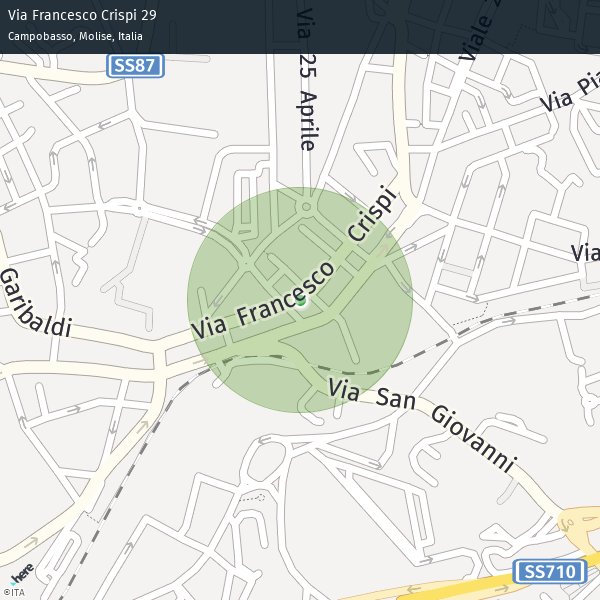 Via Francesco Crispi 29
Campobasso, Molise, Italia
SS87
Via 25 Aprile
Viale 2
Via Pia
Via Francesco Crispi
Via
Garibaldi
Via San Giovanni
SS710
here
©ITA